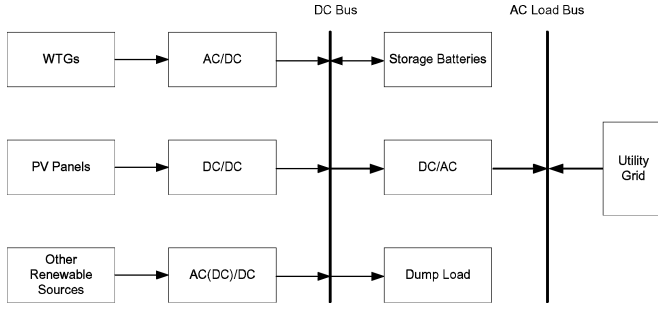 DC Bus
AC Load Bus
WTGs
AC/DC
Storage Batteries
PV Panels
DC/DC
DC/AC
Utility
Grid
Other
Renewable
Sources
AC(DC)/DC
Dump Load